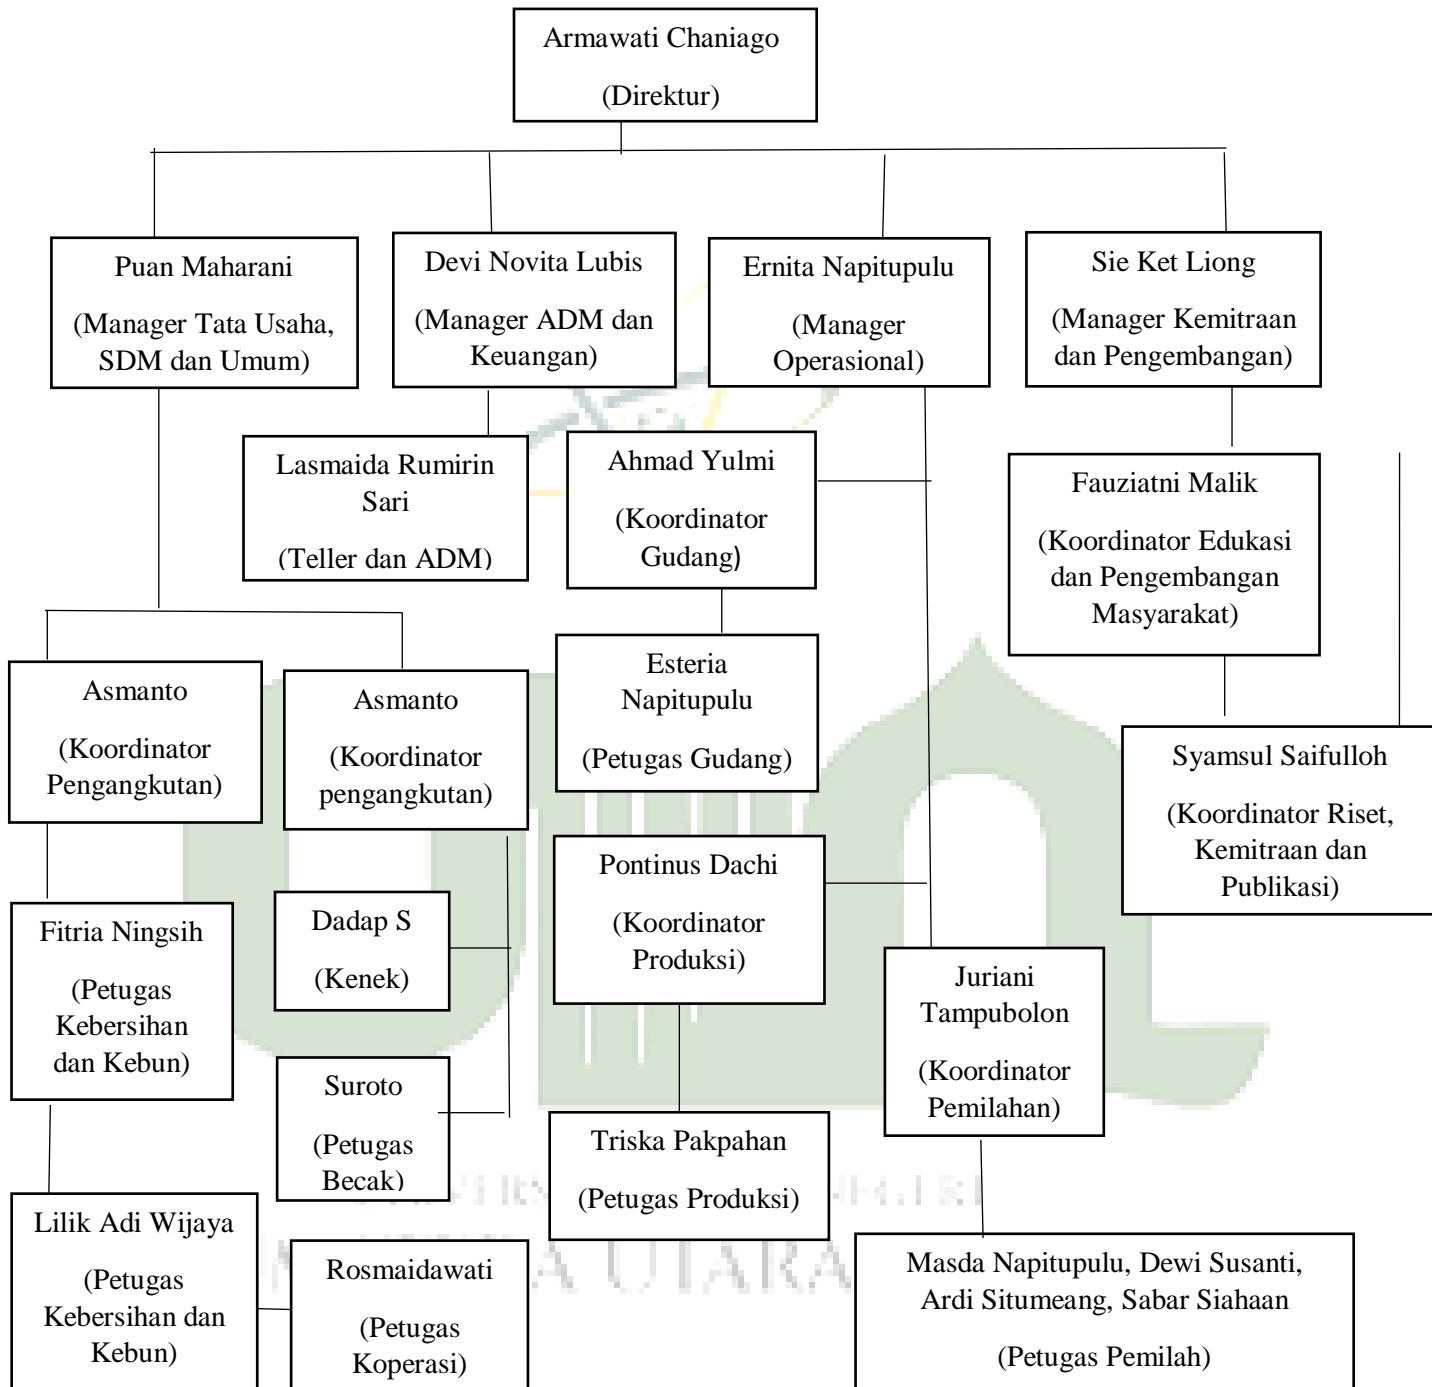 Armawati Chaniago
(Direktur)
Puan Maharani
(Manager Tata Usaha,
SDM dan Umum)
Devi Novita Lubis
(Manager ADM dan
Keuangan)
Ernita Napitupulu
(Manager
Operasional)
Sie Ket Liong
(Manager Kemitraan
dan Pengembangan)
Lasmaida Rumirin
Sari
(Teller dan ADM)
Ahmad Yulmi
(Koordinator
Gudang)
Fauziatni Malik
(Koordinator Edukasi
dan Pengembangan
Masyarakat)
Asmanto
(Koordinator
Pengangkutan)
Asmanto
(Koordinator
pengangkutan)
Esteria
Napitupulu
(Petugas Gudang)
Syamsul Saifulloh
(Koordinator Riset,
Kemitraan dan
Publikasi)
Fitria Ningsih
(Petugas
Kebersihan
dan Kebun)
Dadap S
(Kenek)
Pontinus Dachi
(Koordinator
Produksi)
Juriani
Tampubolon
(Koordinator
Pemilahan)
Suroto
(Petugas
Becak)
Triska Pakpahan
(Petugas Produksi)
Lilik Adi Wijaya
(Petugas
Kebersihan dan
Kebun)
Rosmaidawati
(Petugas
Koperasi)
Masda Napitupulu, Dewi Susanti,
Ardi Situmeang, Sabar Siahaan
(Petugas Pemilah)
UTARA